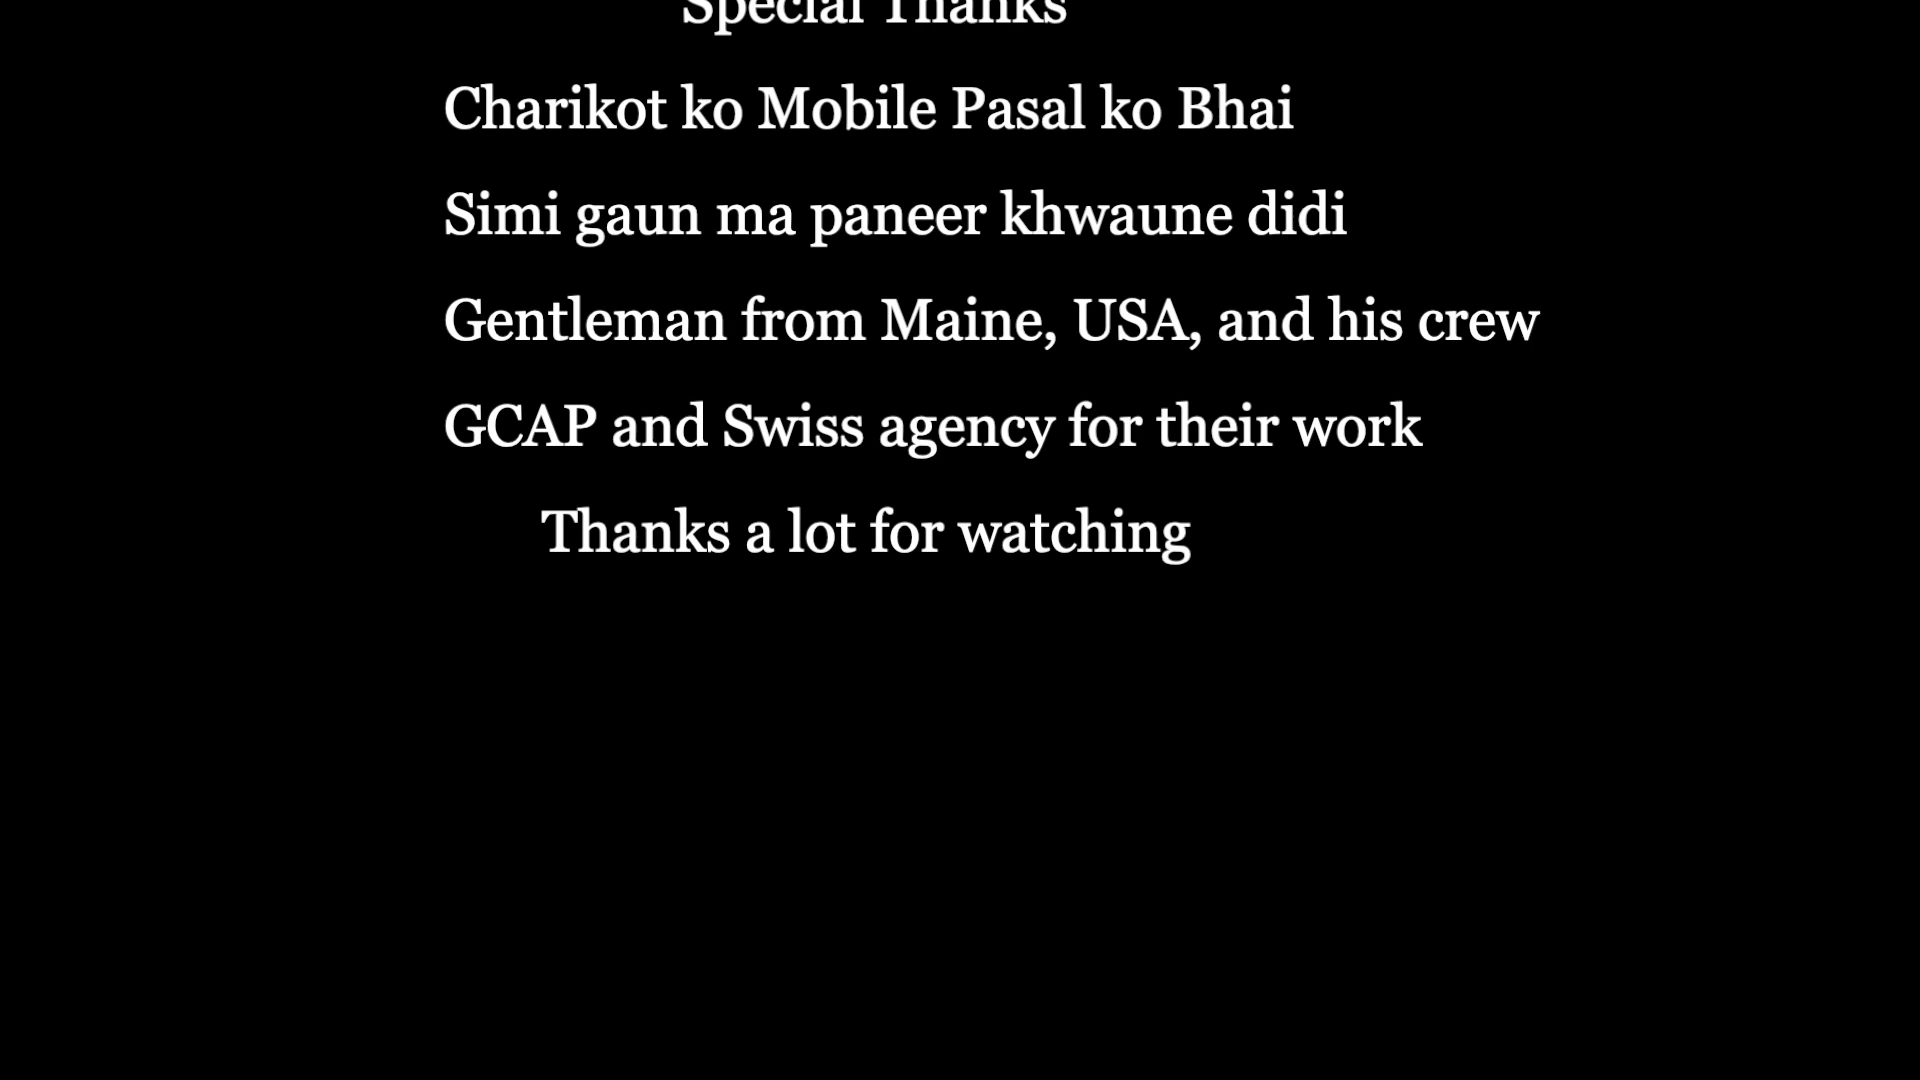 Special Thanks
Charikot ko Mobile Pasal ko Bhai
Simi gaun ma paneer khwaune didi
Gentleman from Maine, USA, and his crew
GCAP and Swiss agency for their work
Thanks a lot for watching